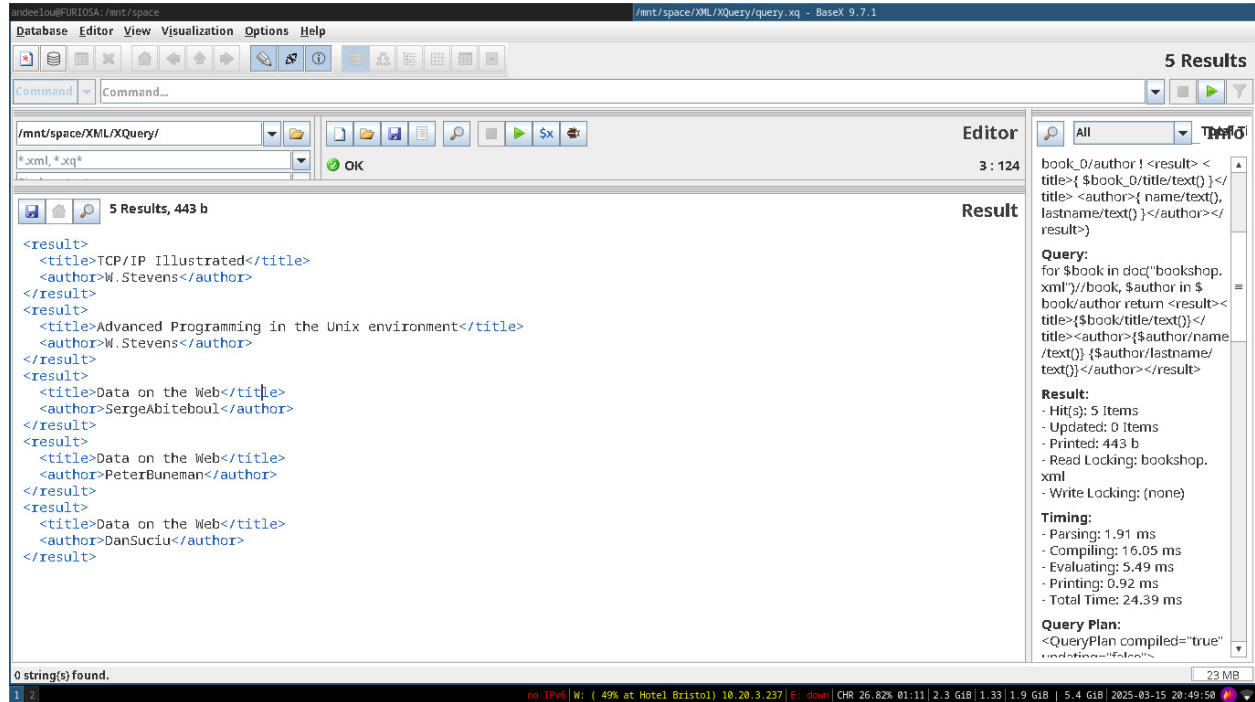 andeelou@FURIOSA:/mnt/space
/mnt/space/XML/XQuery/query.xq - BaseX 9.7.1
Database Editor View Visualization Options Help
5 Results
Command
Command...
/mnt/space/XML/XQuery/
$x
Editor
All
Info
*.xml, *.xq*
OK
3 : 124
5 Results, 443 b
Result
<result>
<title>TCP/IP Illustrated</title>
<author>W.Stevens</author>
</result>
<result>
<title>Advanced Programming in the Unix environment</title>
<author>W.Stevens</author>
</result>
<result>
<title>Data on the Web</title>
<author>SergeAbiteboul</author>
</result>
<result>
<title>Data on the Web</title>
<author>PeterBuneman</author>
</result>
<result>
<title>Data on the Web</title>
<author>DanSuciu</author>
</result>
book_0/author ! <result> <
title>{ $book_0/title/text() }</
title> <author>{ name/text(),
lastname/text() }</author></
result>)
Query:
for $book in doc("bookshop.
xml")//book, $author in $
book/author return <result><
title>{$book/title/text()}</
title><author>{$author/name
/text()} {$author/lastname/
text()}</author></result>
Result:
- Hit(s): 5 Items
- Updated: 0 Items
- Printed: 443 b
- Read Locking: bookshop.
xml
- Write Locking: (none)
Timing:
- Parsing: 1.91 ms
- Compiling: 16.05 ms
- Evaluating: 5.49 ms
- Printing: 0.92 ms
- Total Time: 24.39 ms
Query Plan:
<QueryPlan compiled="true"
updating="false">
0 string(s) found.
23 MB
1 2
no IPv6 | W: ( 49% at Hotel Bristol) 10.20.3.237 | E: down | CHR 26.82% 01:11 | 2.3 GiB | 1.33 | 1.9 GiB | 5.4 GiB | 2025-03-15 20:49:50